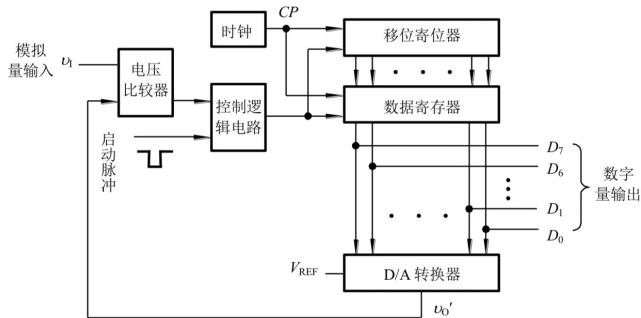 时钟
CP
移位寄位器
模拟
量输入
υI
电压
比较器
控制逻
辑电路
数据寄存器
启
动
脉
冲
D7
D6
D1
D0
数字
量输出
VREF
D/A 转换器
υO′